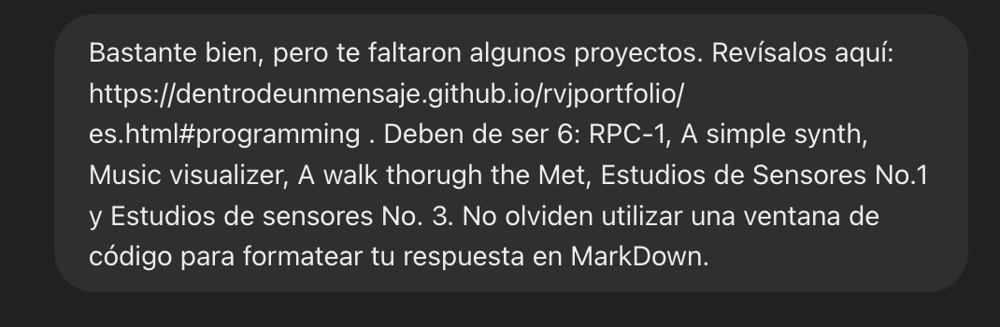 Bastante bien, pero te faltaron algunos proyectos. Revísalos aquí:
https://dentrodeunmensaje.github.io/rvjportfolio/
es.html#programming . Deben de ser 6: RPC-1, A simple synth,
Music visualizer, A walk thorugh the Met, Estudios de Sensores No.1
y Estudios de sensores No. 3. No olviden utilizar una ventana de
código para formatear tu respuesta en MarkDown.